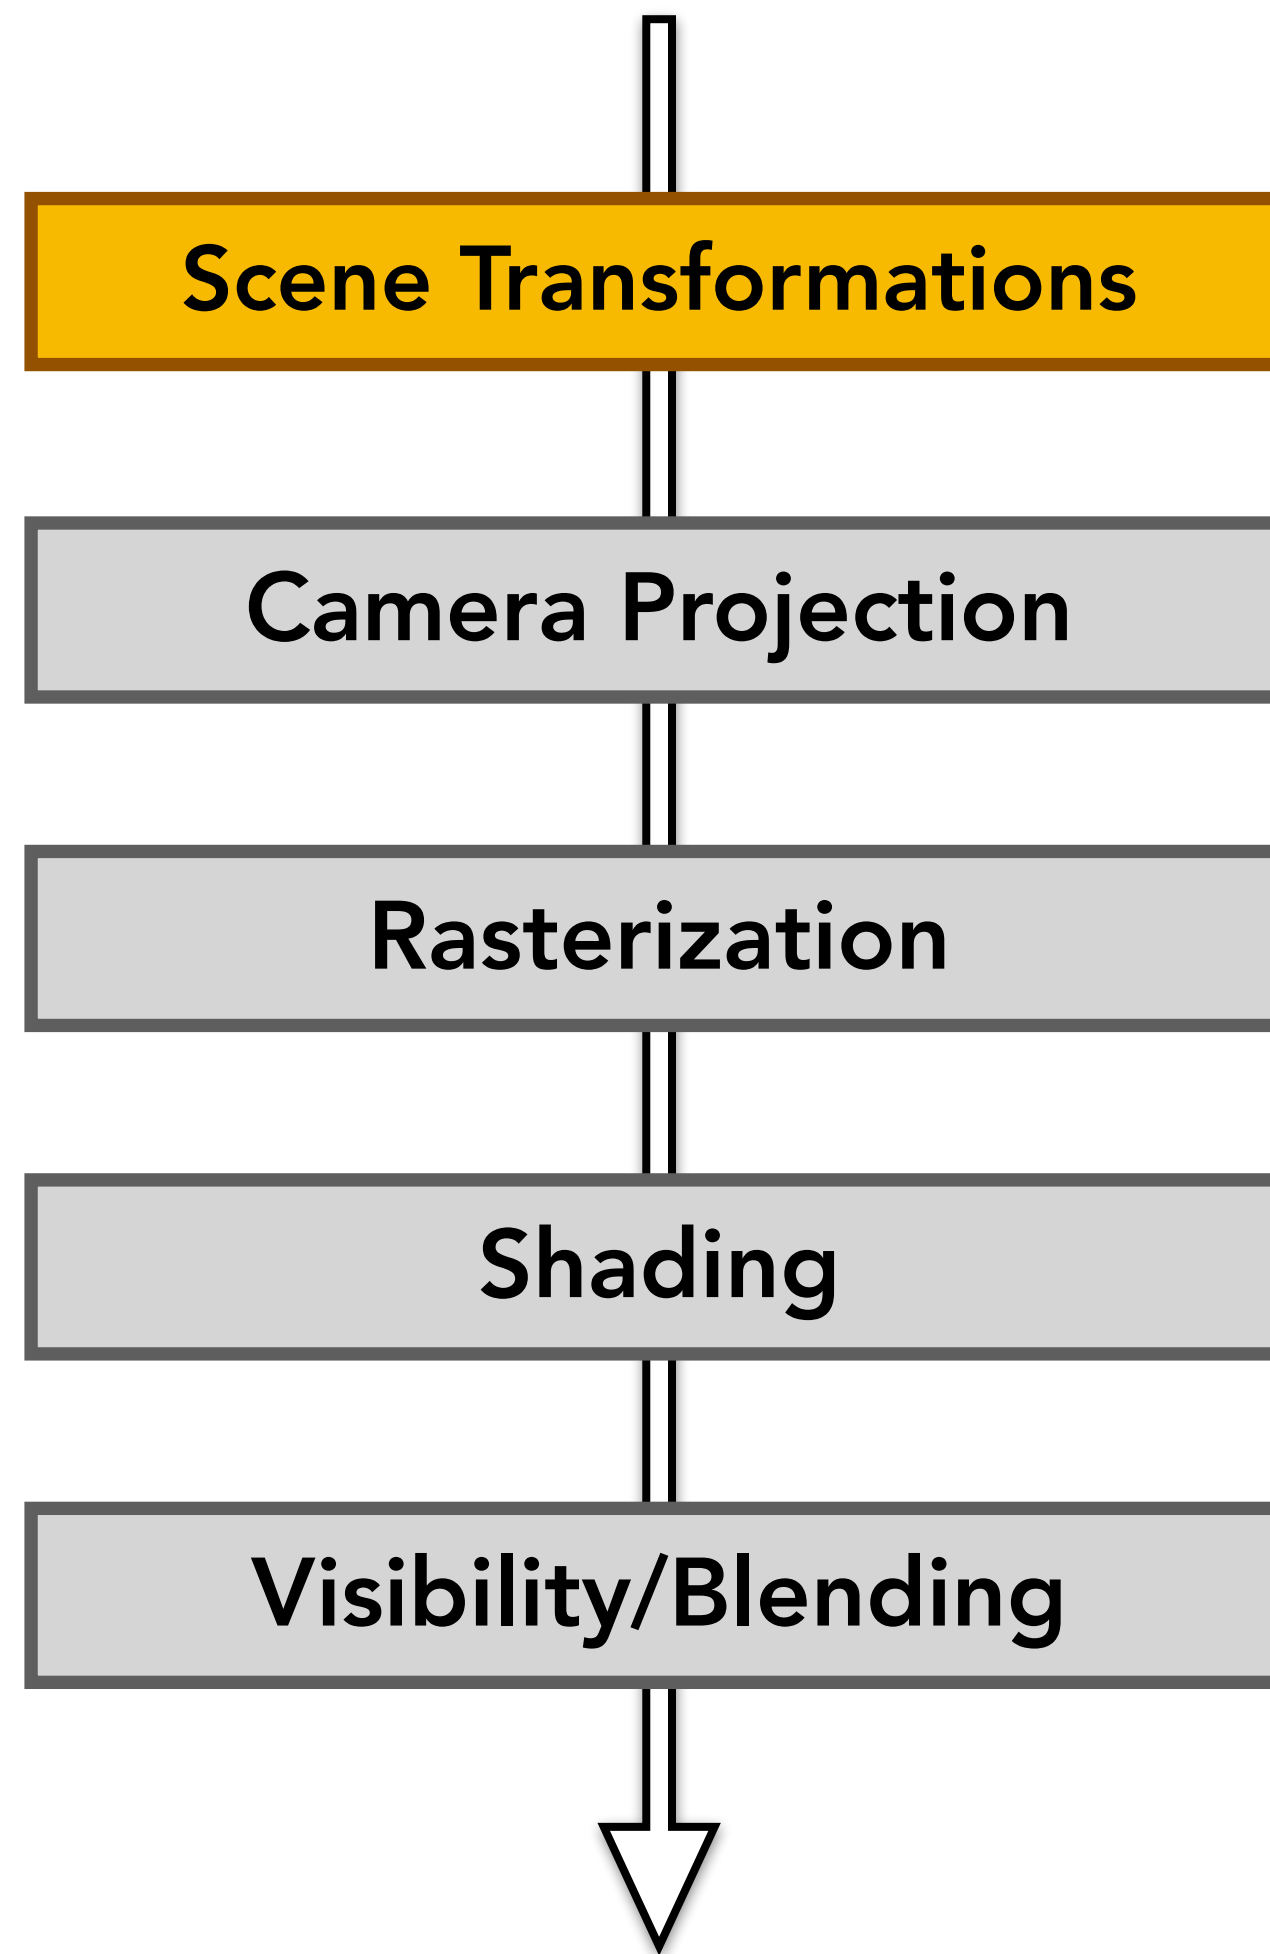 Scene Transformations
Camera Projection
Rasterization
Shading
Visibility/Blending